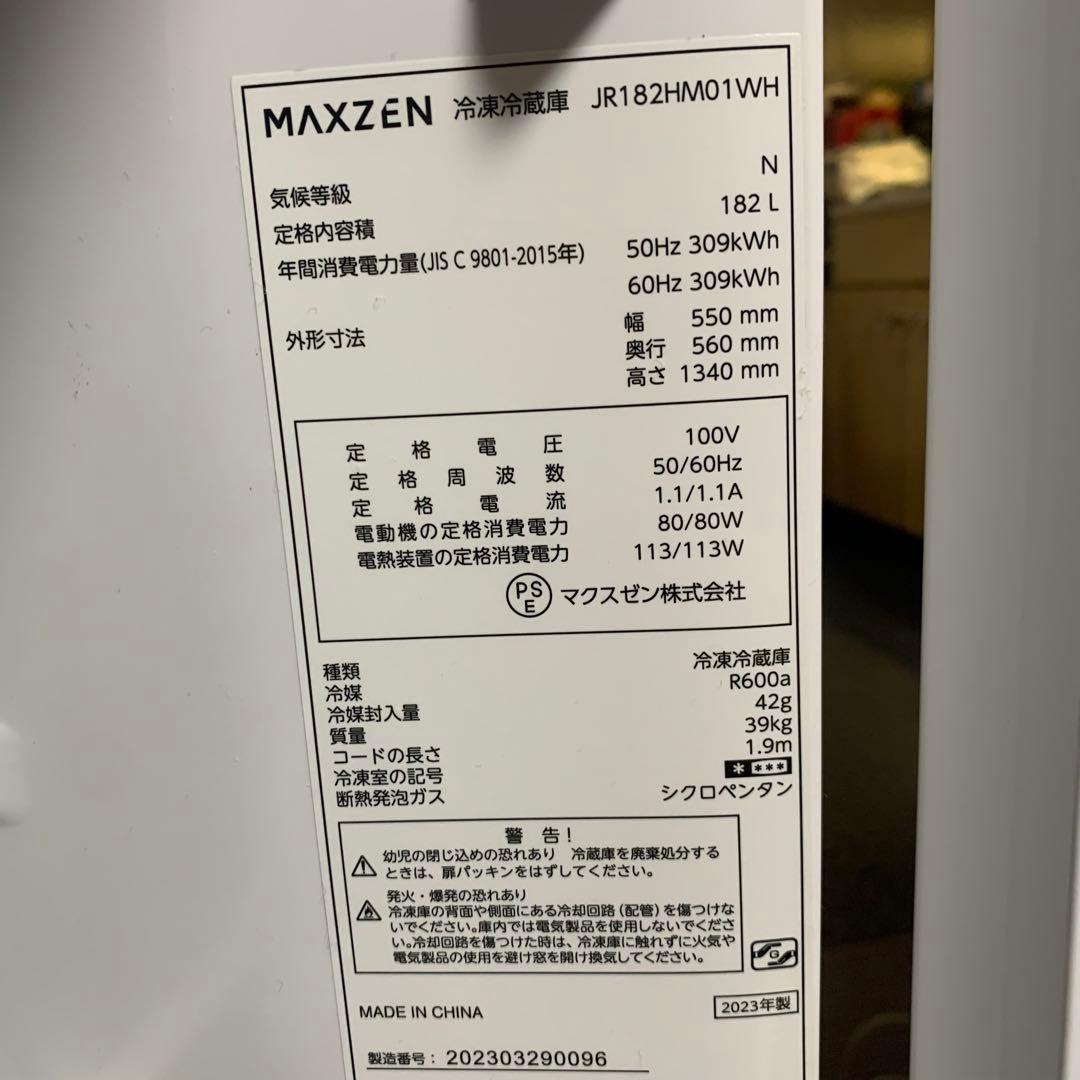 MAXZEN 冷凍冷蔵庫 JR182HM01WH
気候等級 N
定格内容積 182 L
年間消費電力量(JIS C 9801-2015年) 50Hz 309kWh
60Hz 309kWh
外形寸法 幅 550 mm
奥行 560 mm
高さ 1340 mm
定格電圧 100V
定格周波数 50/60Hz
定格電流 1.1/1.1A
電動機の定格消費電力 80/80W
電熱装置の定格消費電力 113/113W
PSE マクスゼン株式会社
種類 冷凍冷蔵庫
冷媒 R600a
冷媒封入量 42g
質量 39kg
コードの長さ 1.9m
冷凍室の記号 * ***
断熱発泡ガス シクロペンタン
警 告!
幼児の閉じ込めの恐れあり 冷蔵庫を廃棄処分する
ときは、扉パッキンをはずしてください。
発火・爆発の恐れあり
冷凍庫の背面や側面にある冷却回路(配管)を傷つけな
いでください。庫内では電気製品を使用しないでくださ
い。冷却回路を傷つけた時は、冷凍庫に触れずに火気や
電気製品の使用を避け窓を開け換気してください。
G
MADE IN CHINA 2023年製
製造番号: 202303290096